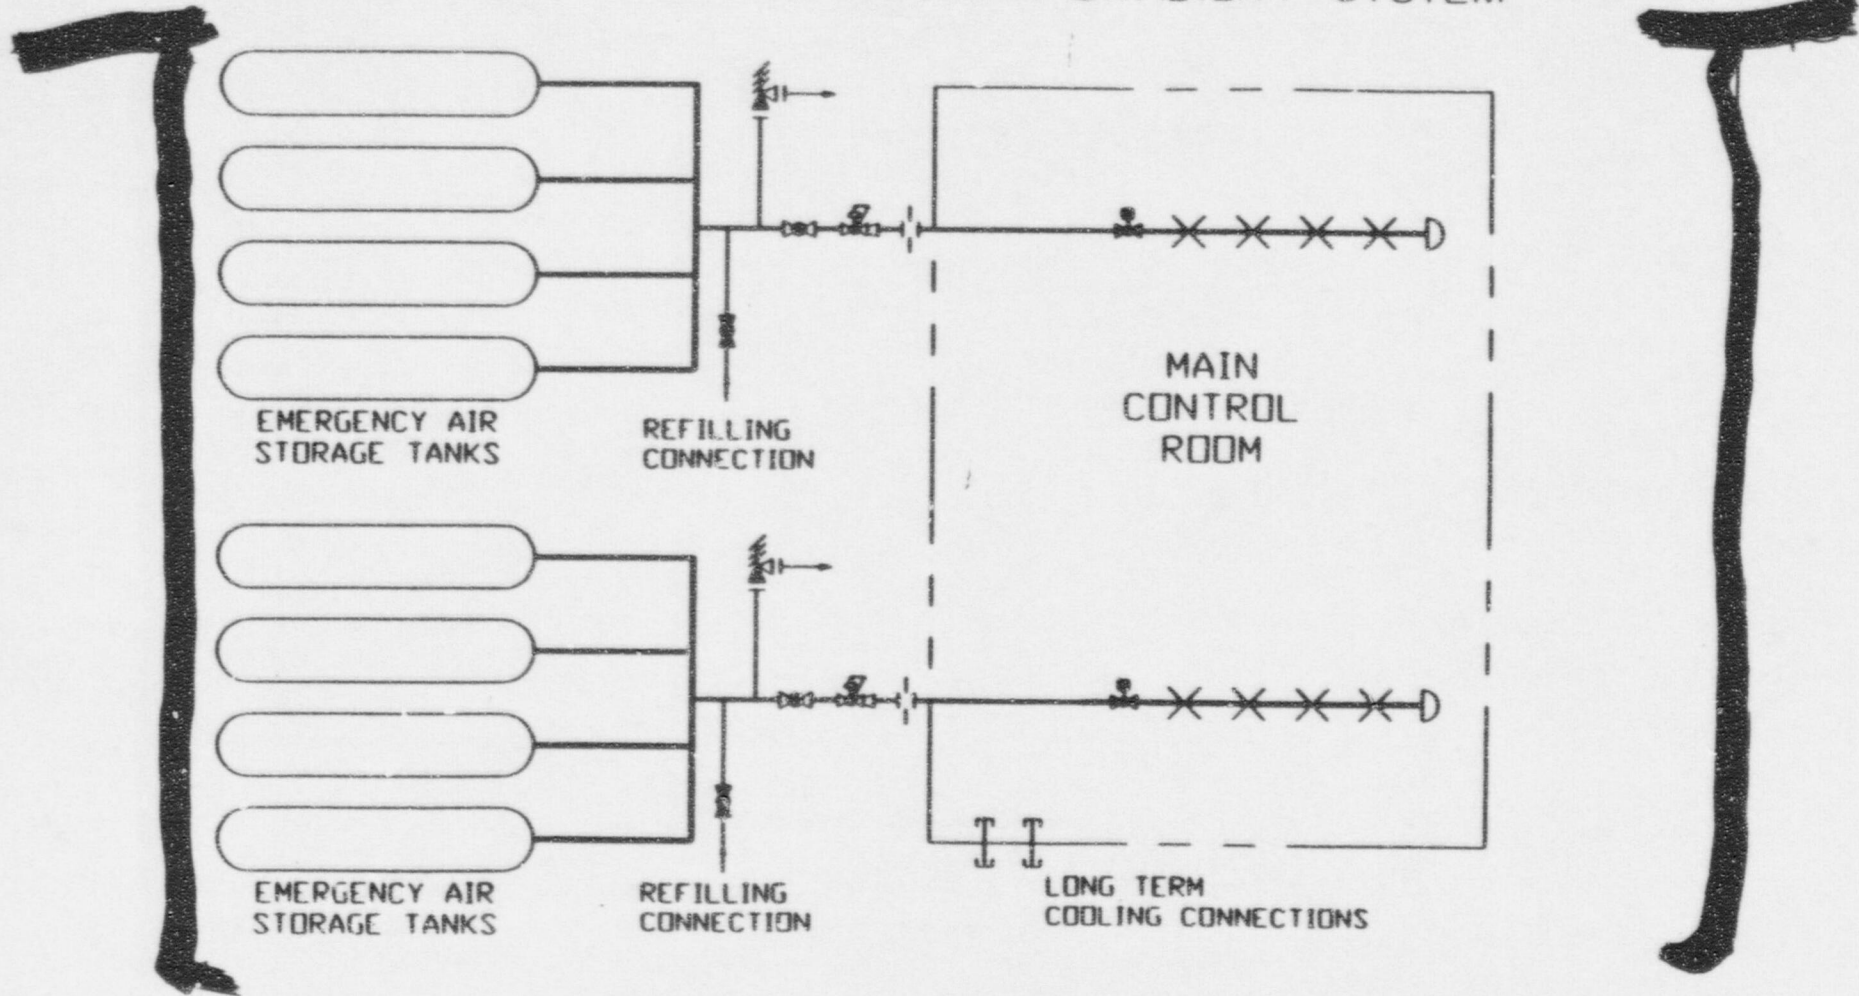 SYSTEM
MAIN
CONTROL
ROOM
EMERGENCY AIR
STORAGE TANKS
REFILLING
CONNECTION
EMERGENCY AIR
STORAGE TANKS
REFILLING
CONNECTION
LONG TERM
COOLING CONNECTIONS